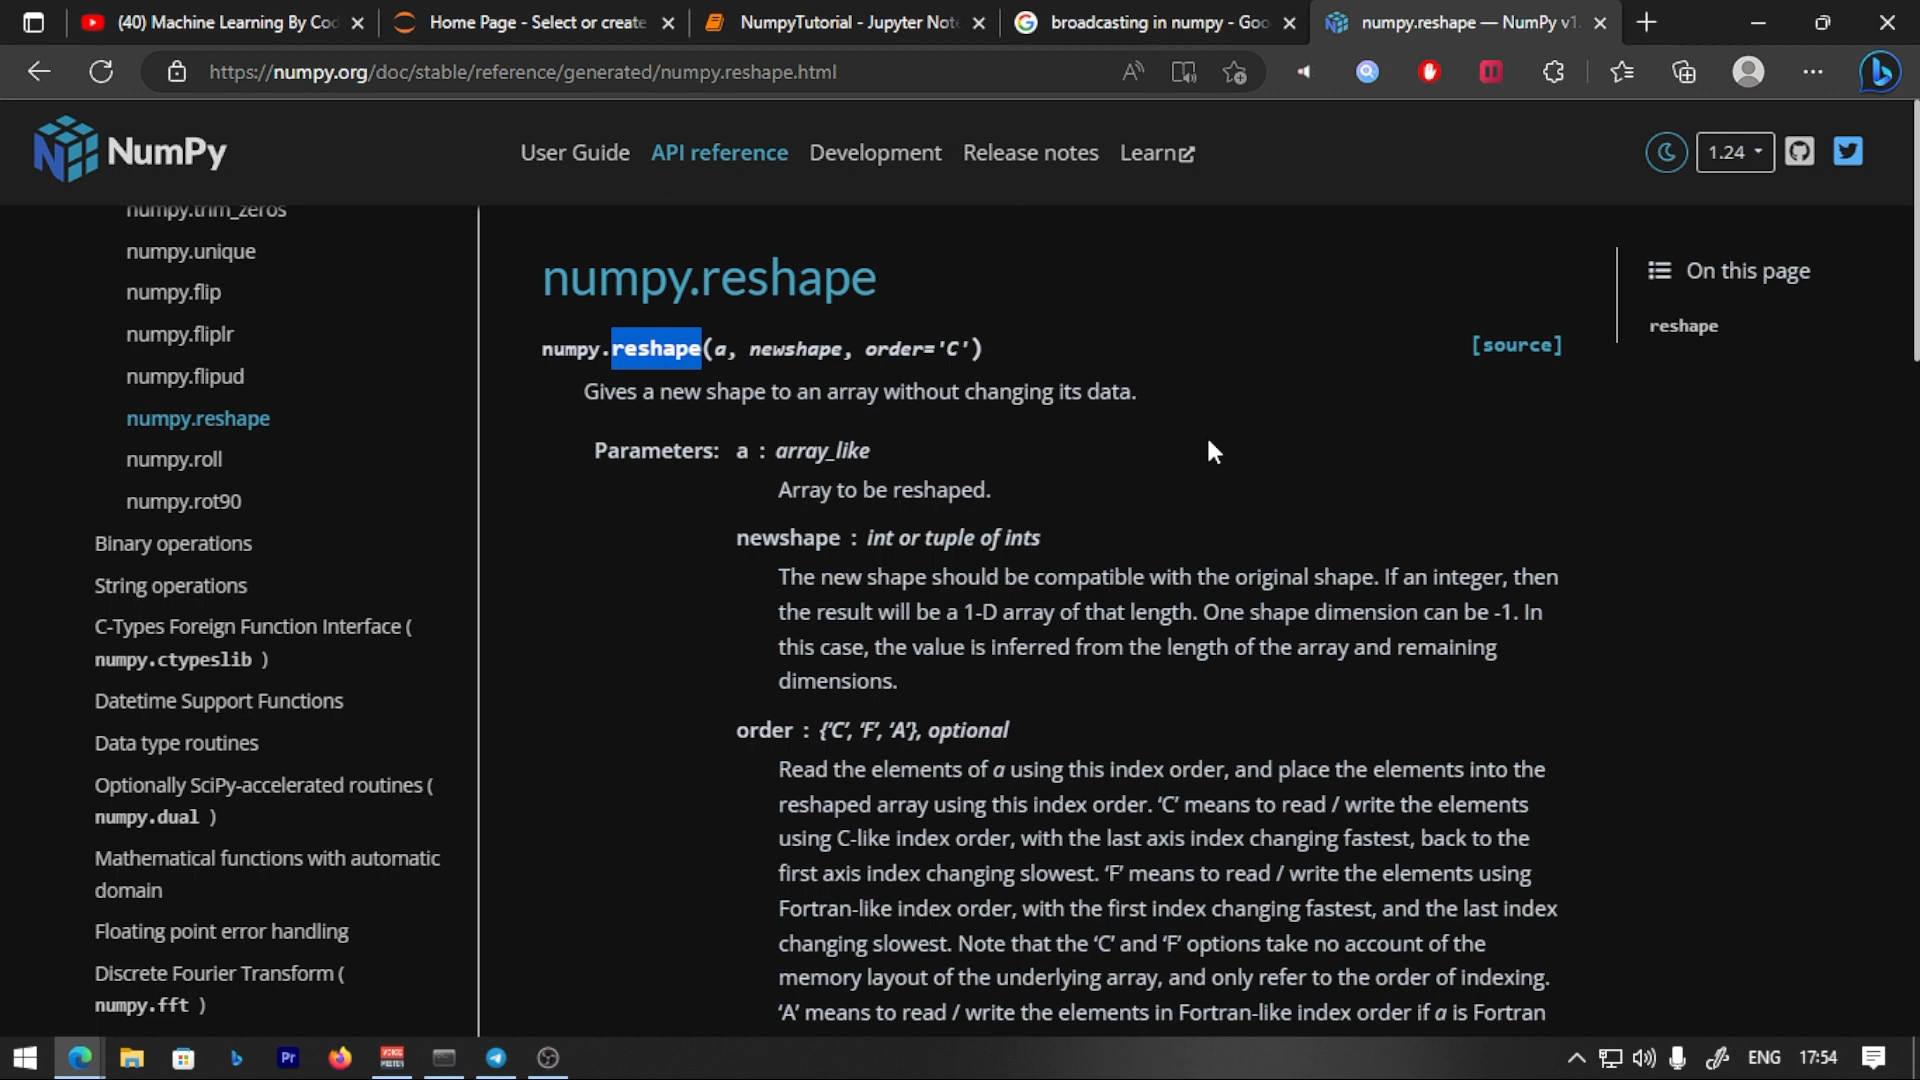 (40) Machine Learning By Cod
Home Page - Select or create
NumpyTutorial - Jupyter Not
broadcasting in numpy - Goo
numpy.reshape — NumPy v1.
https://numpy.org/doc/stable/reference/generated/numpy.reshape.html
NumPy
User Guide
API reference
Development
Release notes
Learn
1.24
numpy.trim_zeros
numpy.unique
numpy.flip
numpy.fliplr
numpy.flipud
numpy.reshape
numpy.roll
numpy.rot90
Binary operations
String operations
C-Types Foreign Function Interface (
numpy.ctypeslib )
Datetime Support Functions
Data type routines
Optionally SciPy-accelerated routines (
numpy.dual )
Mathematical functions with automatic
domain
Floating point error handling
Discrete Fourier Transform (
numpy.fft )
numpy.reshape
numpy.reshape(a, newshape, order='C')
[source]
Gives a new shape to an array without changing its data.
Parameters: a : array_like
Array to be reshaped.
newshape : int or tuple of ints
The new shape should be compatible with the original shape. If an integer, then
the result will be a 1-D array of that length. One shape dimension can be -1. In
this case, the value is inferred from the length of the array and remaining
dimensions.
order : {‘C’, ‘F’, ‘A’}, optional
Read the elements of a using this index order, and place the elements into the
reshaped array using this index order. ‘C’ means to read / write the elements
using C-like index order, with the last axis index changing fastest, back to the
first axis index changing slowest. ‘F’ means to read / write the elements using
Fortran-like index order, with the first index changing fastest, and the last index
changing slowest. Note that the ‘C’ and ‘F’ options take no account of the
memory layout of the underlying array, and only refer to the order of indexing.
‘A’ means to read / write the elements in Fortran-like index order if a is Fortran
On this page
reshape
Pr
VOICE
MEETER
ENG
17:54